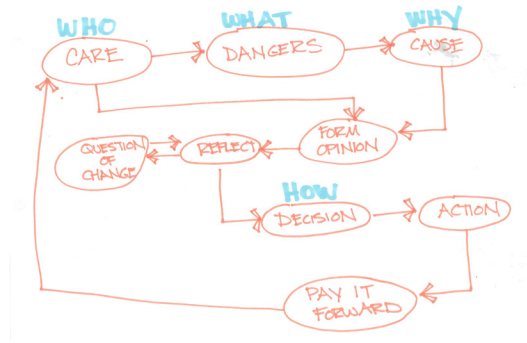 WHO
WHAT
WHY
CARE
DANGERS
CAUSE
FORM
OPINION
REFLECT
QUESTION
OF
CHANGE
HOW
DECISION
ACTION
PAY IT
FORWARD